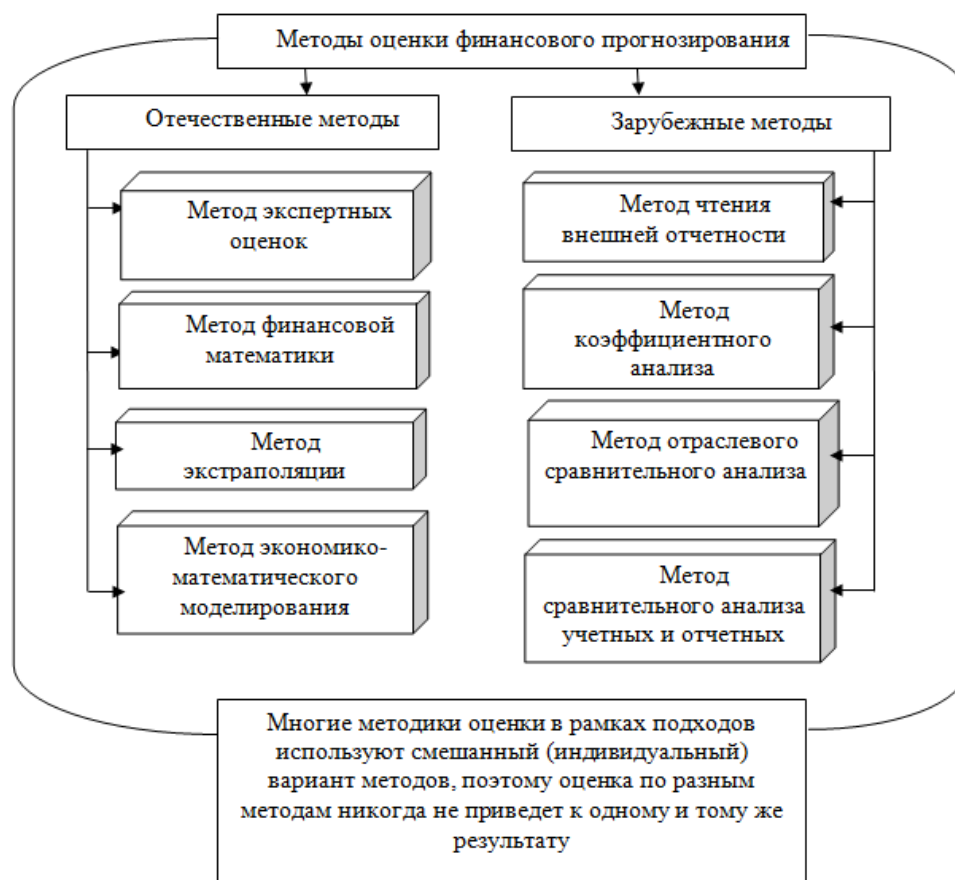 Методы оценки финансового прогнозирования
Отечественные методы
Метод экспертных
оценок
Метод финансовой
математики
Метод
экстраполяции
Метод экономико-
математического
моделирования
Зарубежные методы
Метод чтения
внешней отчетности
Метод
коэффициентного
анализа
Метод отраслевого
сравнительного анализа
Метод
сравнительного анализа
учетных и отчетных
Многие методики оценки в рамках подходов
используют смешанный (индивидуальный)
вариант методов, поэтому оценка по разным
методам никогда не приведет к одному и тому же
результату